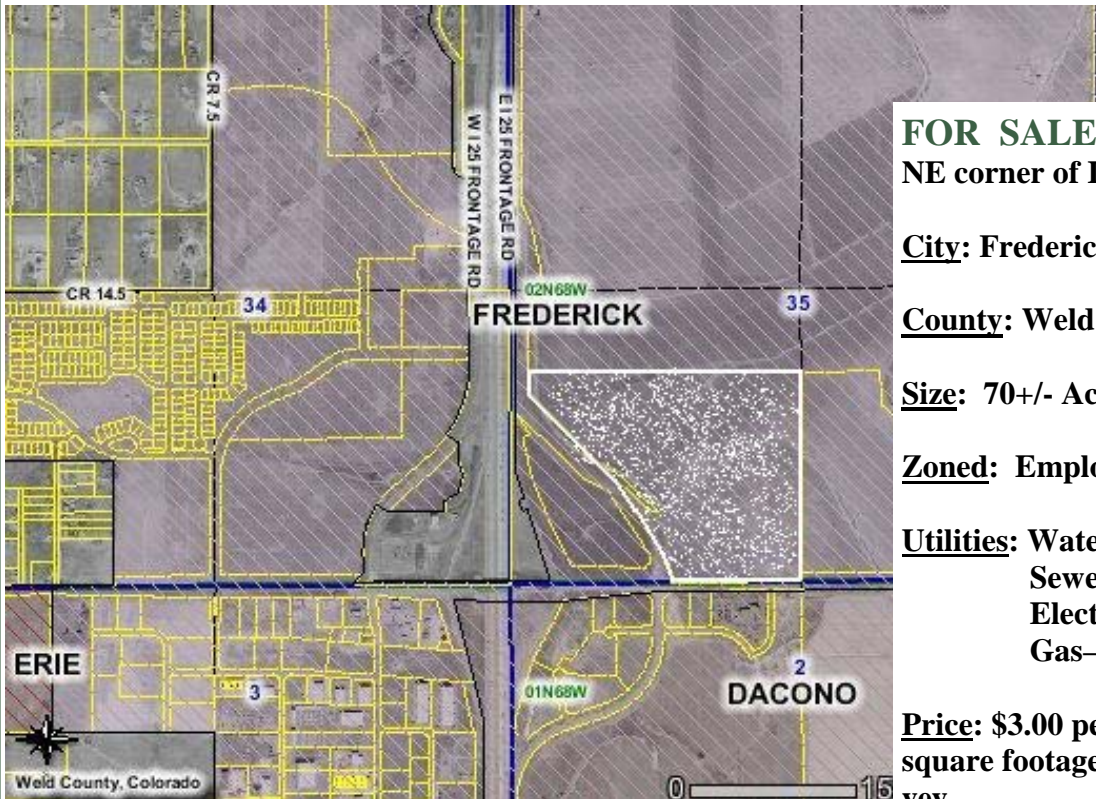 CR 7.5
W I 25 FRONTAGE RD
E I 25 FRONTAGE RD
CR 14.5
34
02N68W
FREDERICK
35
ERIE
3
01N68W
2
DACONO
Weld County, Colorado
0
15
FOR SALE
NE corner of
City: Frederic
County: Weld
Size: 70+/- Ac
Zoned: Emplo
Utilities: Wate
Sewe
Elect
Gas–
Price: $3.00 pe
square footage
vey